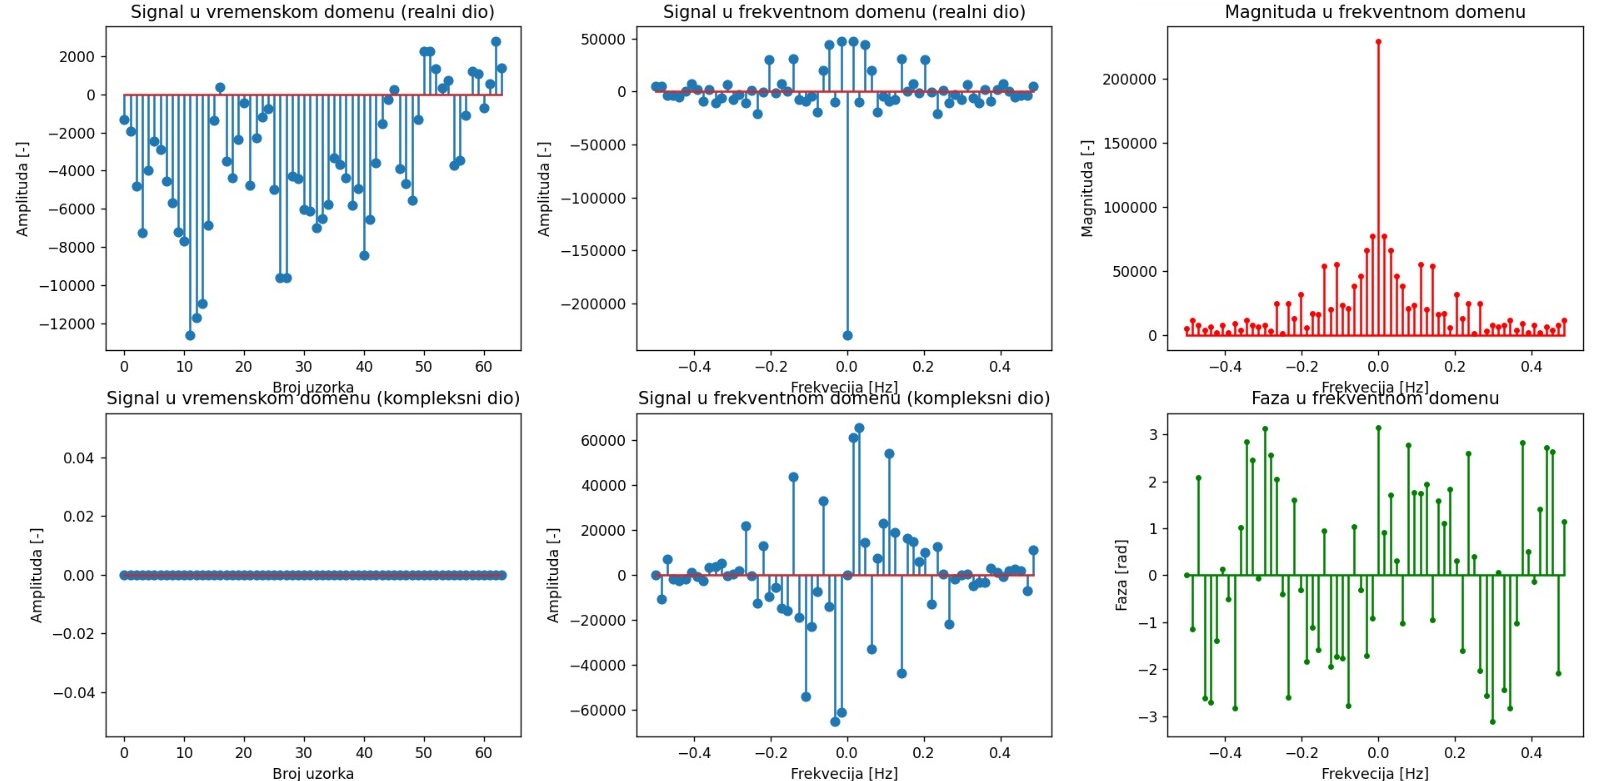 Signal u vremenskom domenu (realni dio)
Amplituda [-]
2000
0
−2000
−4000
−6000
−8000
−10000
−12000
0 10 20 30 40 50 60
Broj uzorka
Signal u frekventnom domenu (realni dio)
Amplituda [-]
50000
0
−50000
−100000
−150000
−200000
−0.4 −0.2 0.0 0.2 0.4
Frekvecija [Hz]
Magnituda u frekventnom domenu
Magnituda [-]
200000
150000
100000
50000
0
−0.4 −0.2 0.0 0.2 0.4
Frekvecija [Hz]
Signal u vremenskom domenu (kompleksni dio)
Amplituda [-]
0.04
0.02
0.00
−0.02
−0.04
0 10 20 30 40 50 60
Broj uzorka
Signal u frekventnom domenu (kompleksni dio)
Amplituda [-]
60000
40000
20000
0
−20000
−40000
−60000
−0.4 −0.2 0.0 0.2 0.4
Frekvecija [Hz]
Faza u frekventnom domenu
Faza [rad]
3
2
1
0
−1
−2
−3
−0.4 −0.2 0.0 0.2 0.4
Frekvecija [Hz]